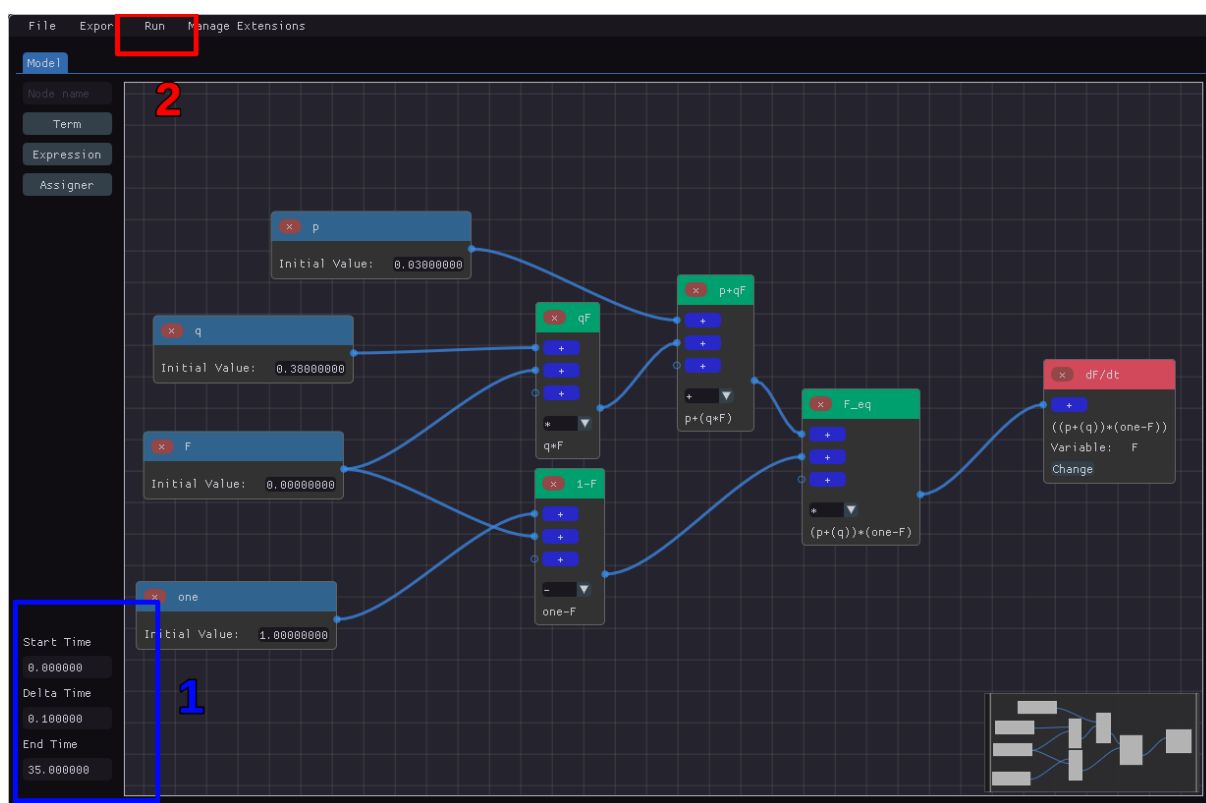 File Expor Run Manage Extensions
2
Model
Node name
Term
Expression
Assigner
× p
Initial Value: 0.03000000
× q
Initial Value: 0.38000000
× F
Initial Value: 0.00000000
× one
Initial Value: 1.00000000
× qF
+
+
+
* ▼
q*F
× 1-F
+
+
+
- ▼
one-F
× p+qF
+
+
+
+ ▼
p+(q*F)
× F_eq
+
+
+
* ▼
(p+(q))*(one-F)
× dF/dt
+
((p+(q))*(one-F))
Variable: F
Change
1
Start Time
0.000000
Delta Time
0.100000
End Time
35.000000